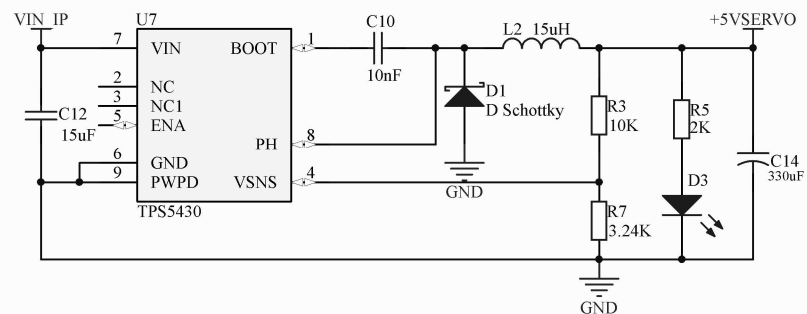 VIN_IP
U7
C10
L2 15uH
+5VSERVO
7 VIN
BOOT 1
10nF
2 NC
3 NC1
5 ENA
C12
15uF
D1
D Schottky
R3
10K
R5
2K
PH 8
6 GND
9 PWPD
VSNS 4
C14
330uF
D3
GND
TPS5430
R7
3.24K
GND